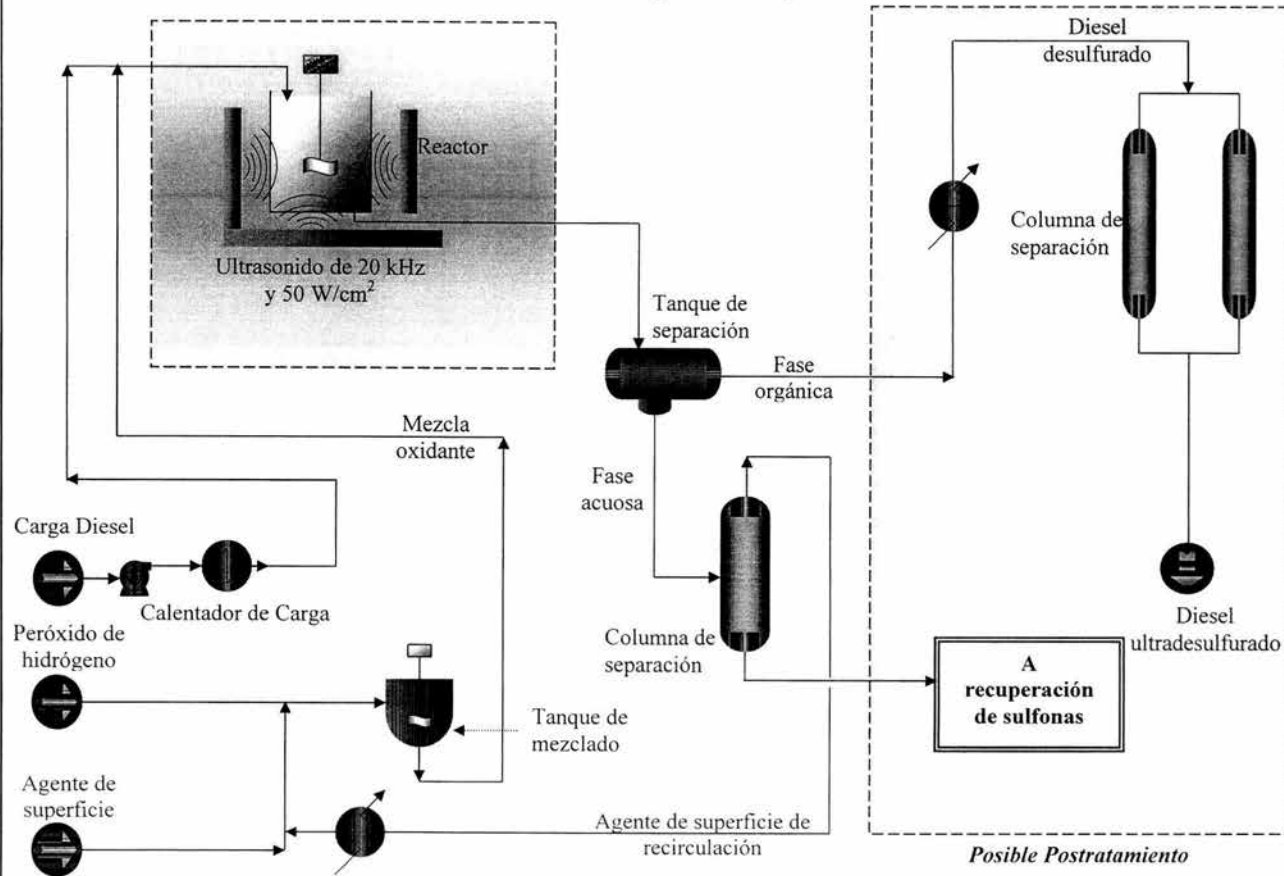 Diesel
desulfurado
Reactor
Columna de
separación
Ultrasonido de 20 kHz
y 50 W/cm²
Tanque de
separación
Fase
orgánica
Mezcla
oxidante
Fase
acuosa
Carga Diesel
Calentador de Carga
Peróxido de
hidrógeno
Columna de
separación
Diesel
ultradesulfurado
A
recuperación
de sulfonas
Tanque de
mezclado
Agente de
superficie
Agente de superficie de
recirculación
Posible Postratamiento